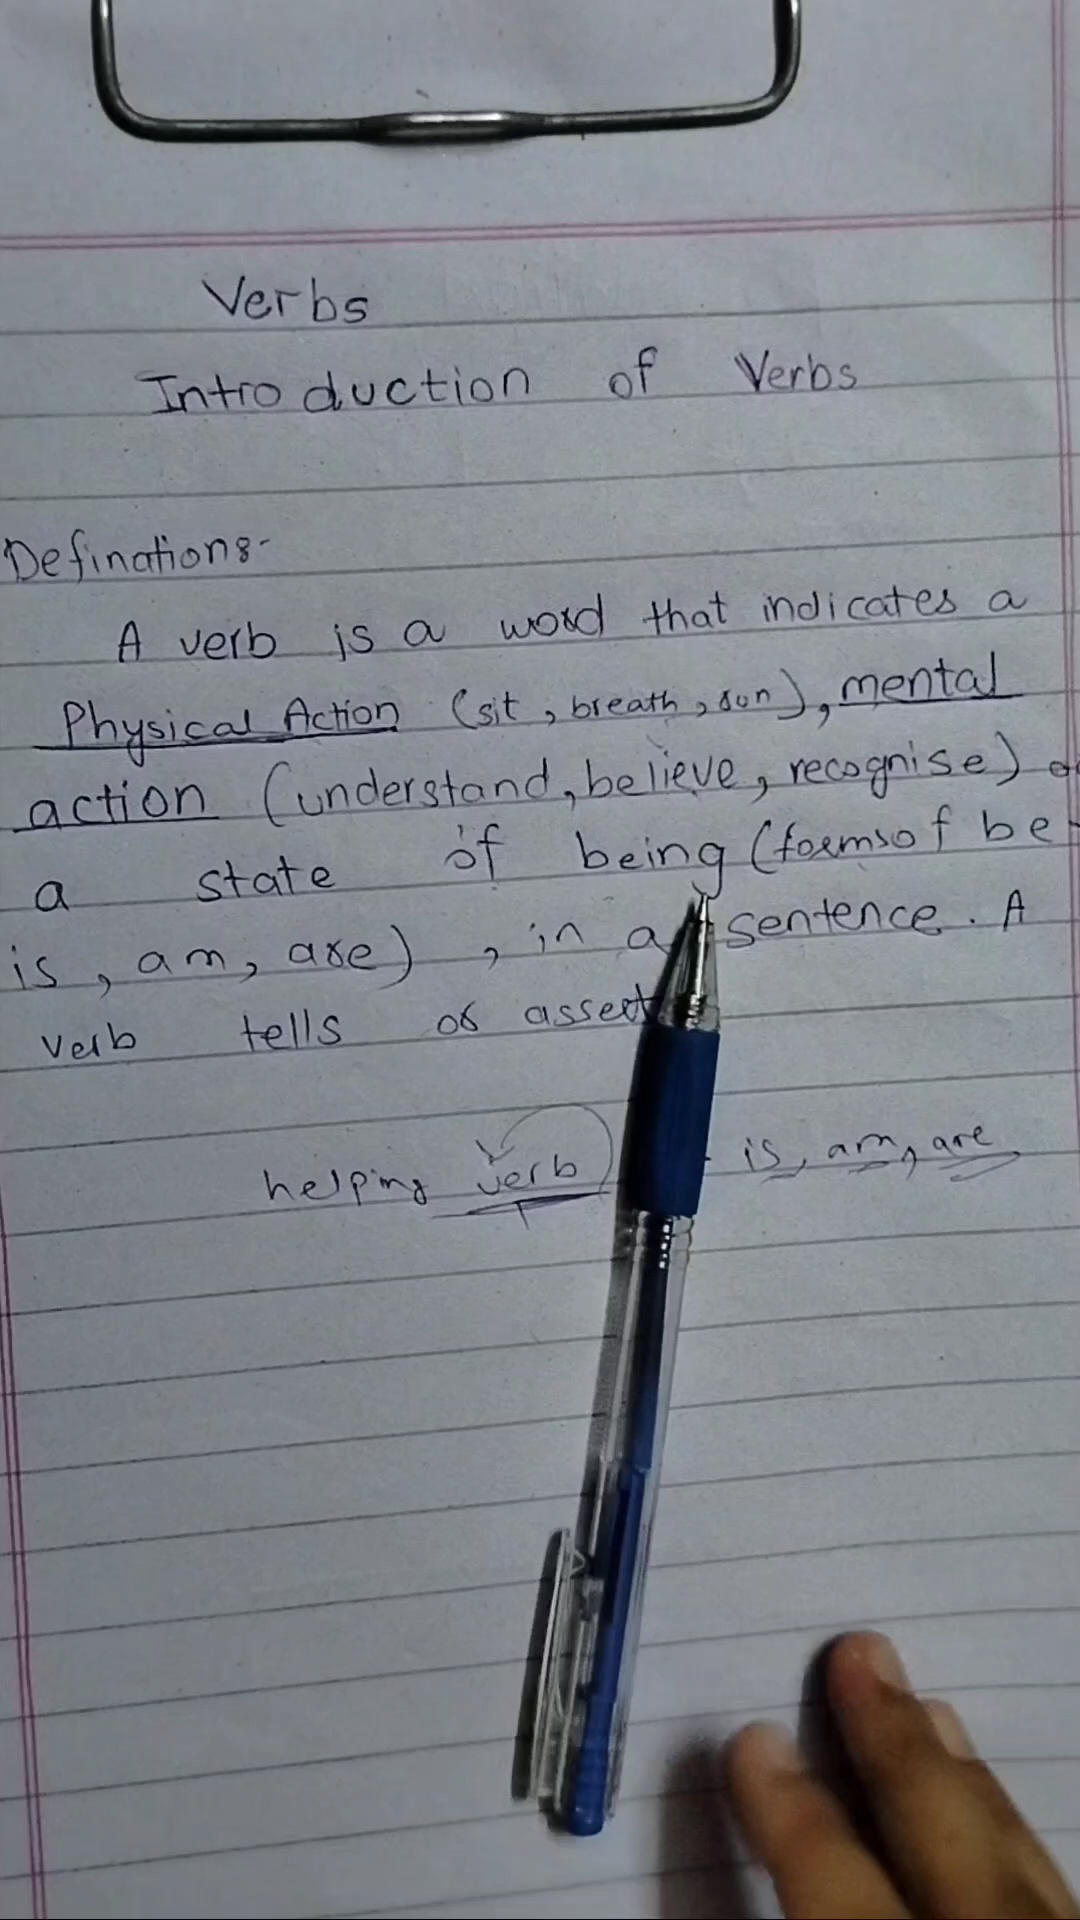 Verbs
Introduction of Verbs
Definations-
A verb is a word that indicates a
Physical Action (sit, breath, run), mental
action (understand, believe, recognise) or
a state of being (formsof be-
is, am, are) , in a sentence. A
verb tells or assert
helping verb is, am, are